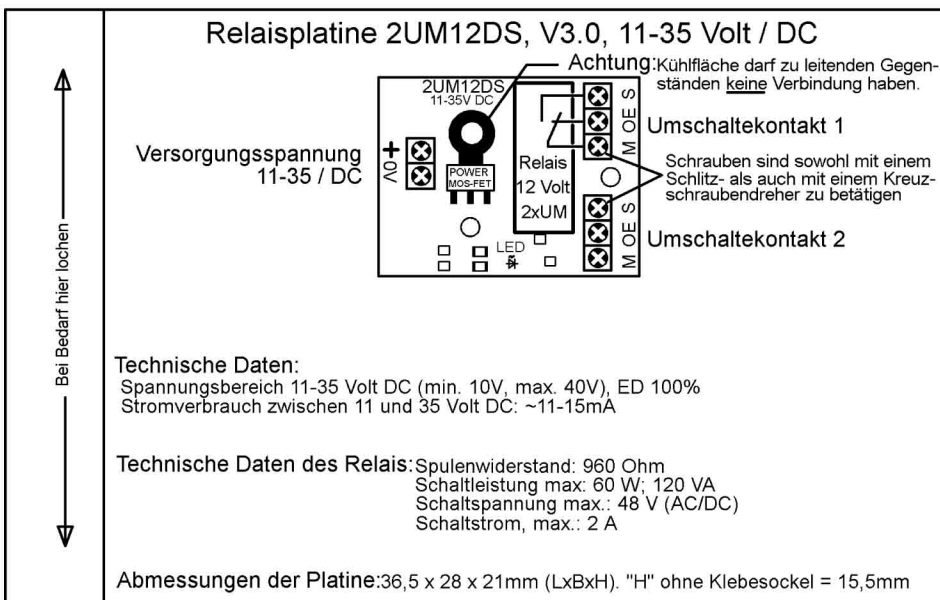 Relaisplatine 2UM12DS, V3.0, 11-35 Volt / DC
Achtung: Kühlfläche darf zu leitenden Gegen-
ständen keine Verbindung haben.
2UM12DS
11-35V DC
S
OE
M
Umschaltekontakt 1
Versorgungsspannung
11-35 / DC
+
0V
POWER
MOS-FET
Relais
12 Volt
2xUM
Schrauben sind sowohl mit einem
Schlitz- als auch mit einem Kreuz-
schraubendreher zu betätigen
S
OE
M
Umschaltekontakt 2
LED
Bei Bedarf hier lochen
Technische Daten:
Spannungsbereich 11-35 Volt DC (min. 10V, max. 40V), ED 100%
Stromverbrauch zwischen 11 und 35 Volt DC: ~11-15mA
Technische Daten des Relais: Spulenwiderstand: 960 Ohm
Schaltleistung max: 60 W; 120 VA
Schaltspannung max.: 48 V (AC/DC)
Schaltstrom, max.: 2 A
Abmessungen der Platine: 36,5 x 28 x 21mm (LxBxH). "H" ohne Klebesockel = 15,5mm